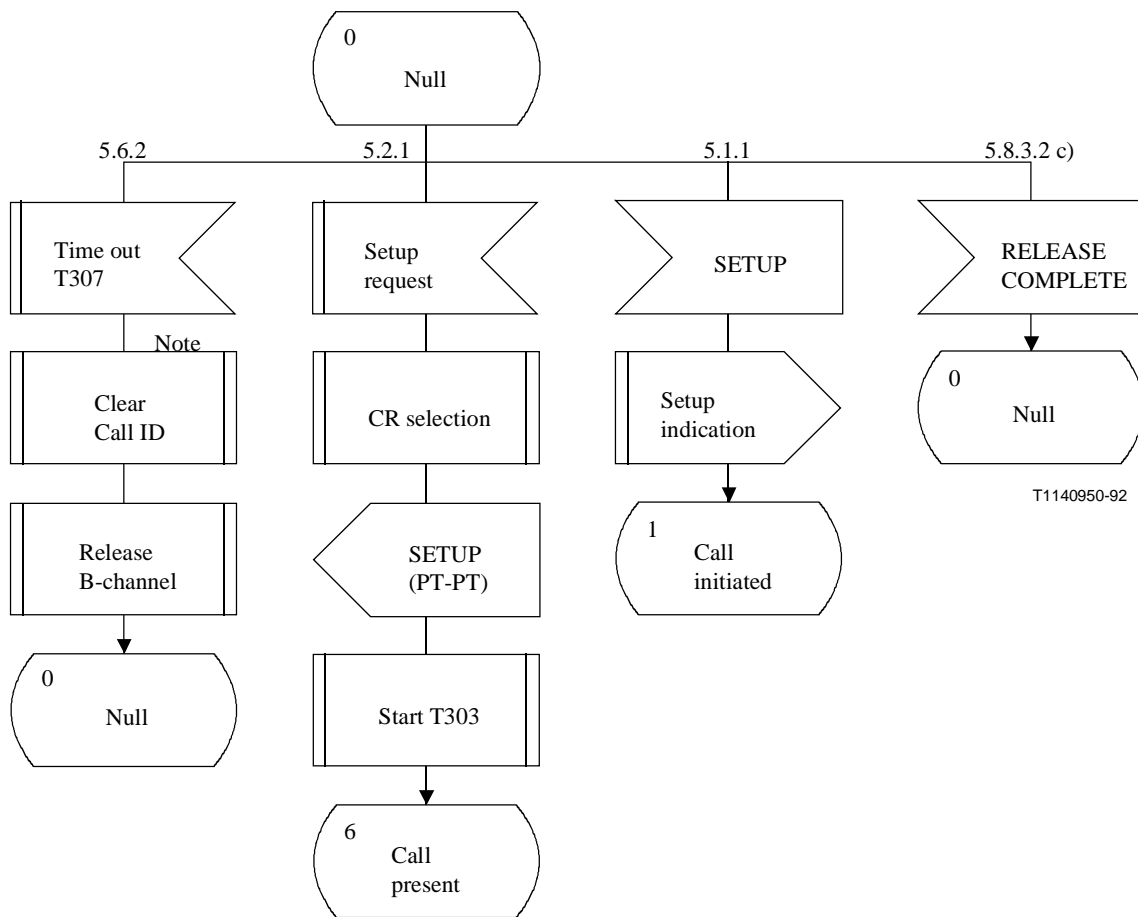 0
Null
5.6.2
5.2.1
5.1.1
5.8.3.2 c)
Time out
T307
Setup
request
SETUP
RELEASE
COMPLETE
Note
Clear
Call ID
CR selection
Setup
indication
0
Null
T1140950-92
Release
B-channel
SETUP
(PT-PT)
1
Call
initiated
0
Null
Start T303
6
Call
present